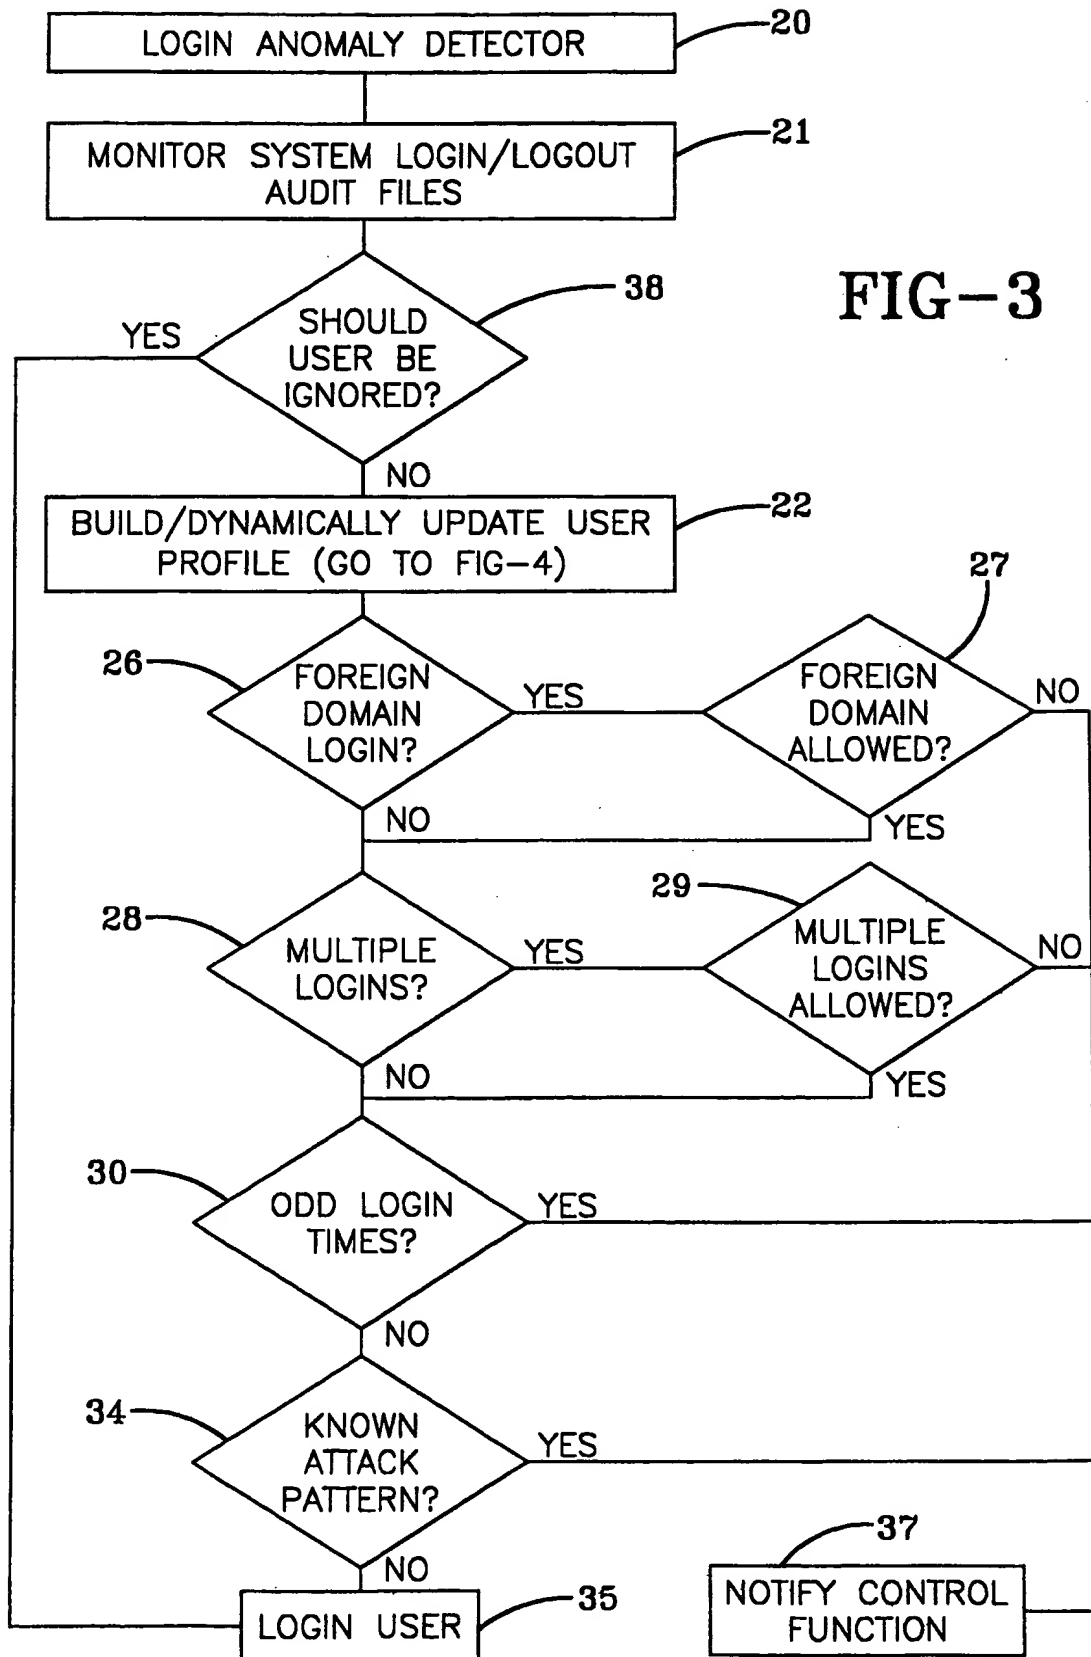 LOGIN ANOMALY DETECTOR
20
MONITOR SYSTEM LOGIN/LOGOUT
AUDIT FILES
21
FIG-3
38
YES
SHOULD
USER BE
IGNORED?
NO
BUILD/DYNAMICALLY UPDATE USER
PROFILE (GO TO FIG-4)
22
26
FOREIGN
DOMAIN
LOGIN?
YES
NO
27
FOREIGN
DOMAIN
ALLOWED?
NO
YES
28
MULTIPLE
LOGINS?
YES
NO
29
MULTIPLE
LOGINS
ALLOWED?
NO
YES
30
ODD LOGIN
TIMES?
YES
NO
34
KNOWN
ATTACK
PATTERN?
YES
NO
LOGIN USER
35
37
NOTIFY CONTROL
FUNCTION